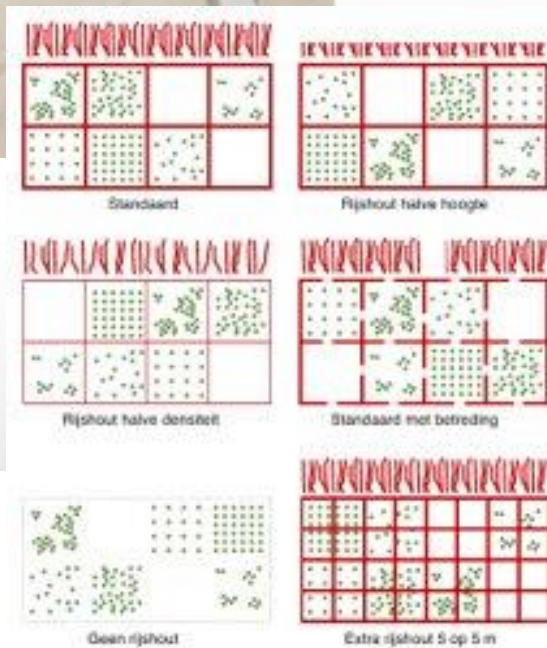 Standaard
Rijshout halve hoogte
Rijshout halve densiteit
Standaard met betreding
Geen rijshout
Extra rijshout 5 op 5 m